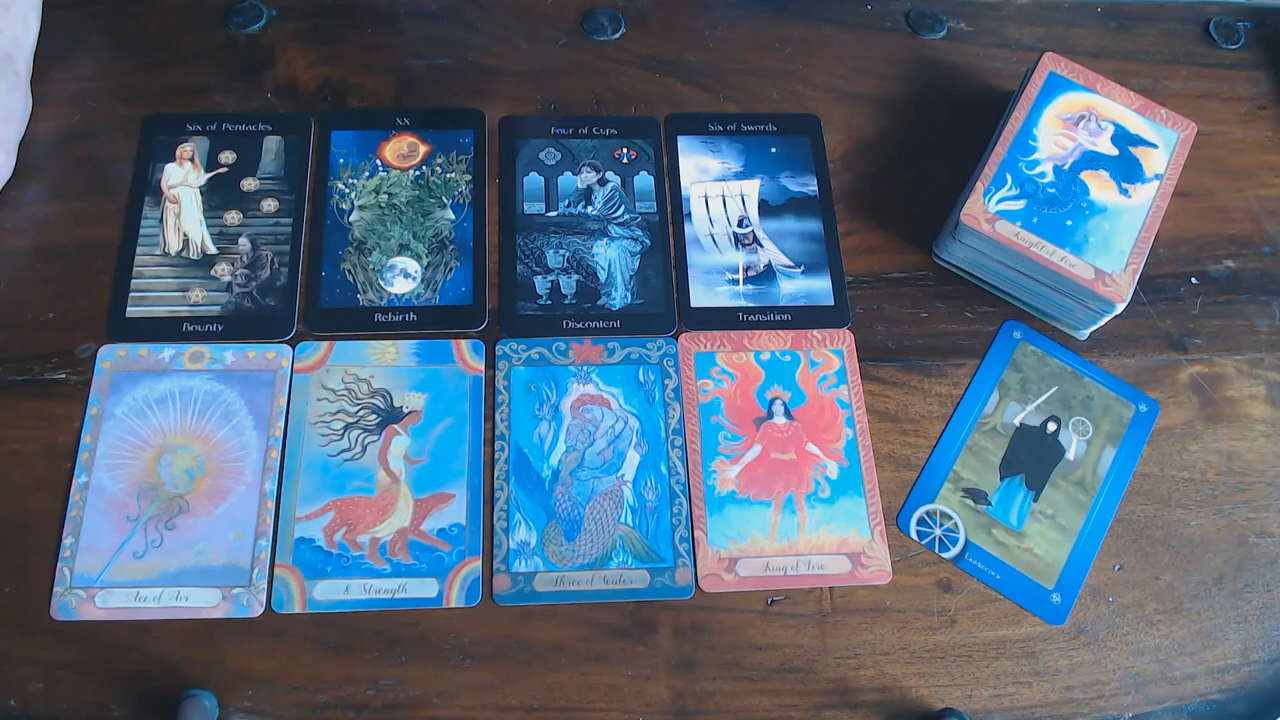 Six of Pentacles
Bounty
XX
Rebirth
Four of Cups
Discontent
Six of Swords
Transition
Knight of Fire
Ace of Air
8 Strength
Three of Water
King of Fire
Lawkeeper